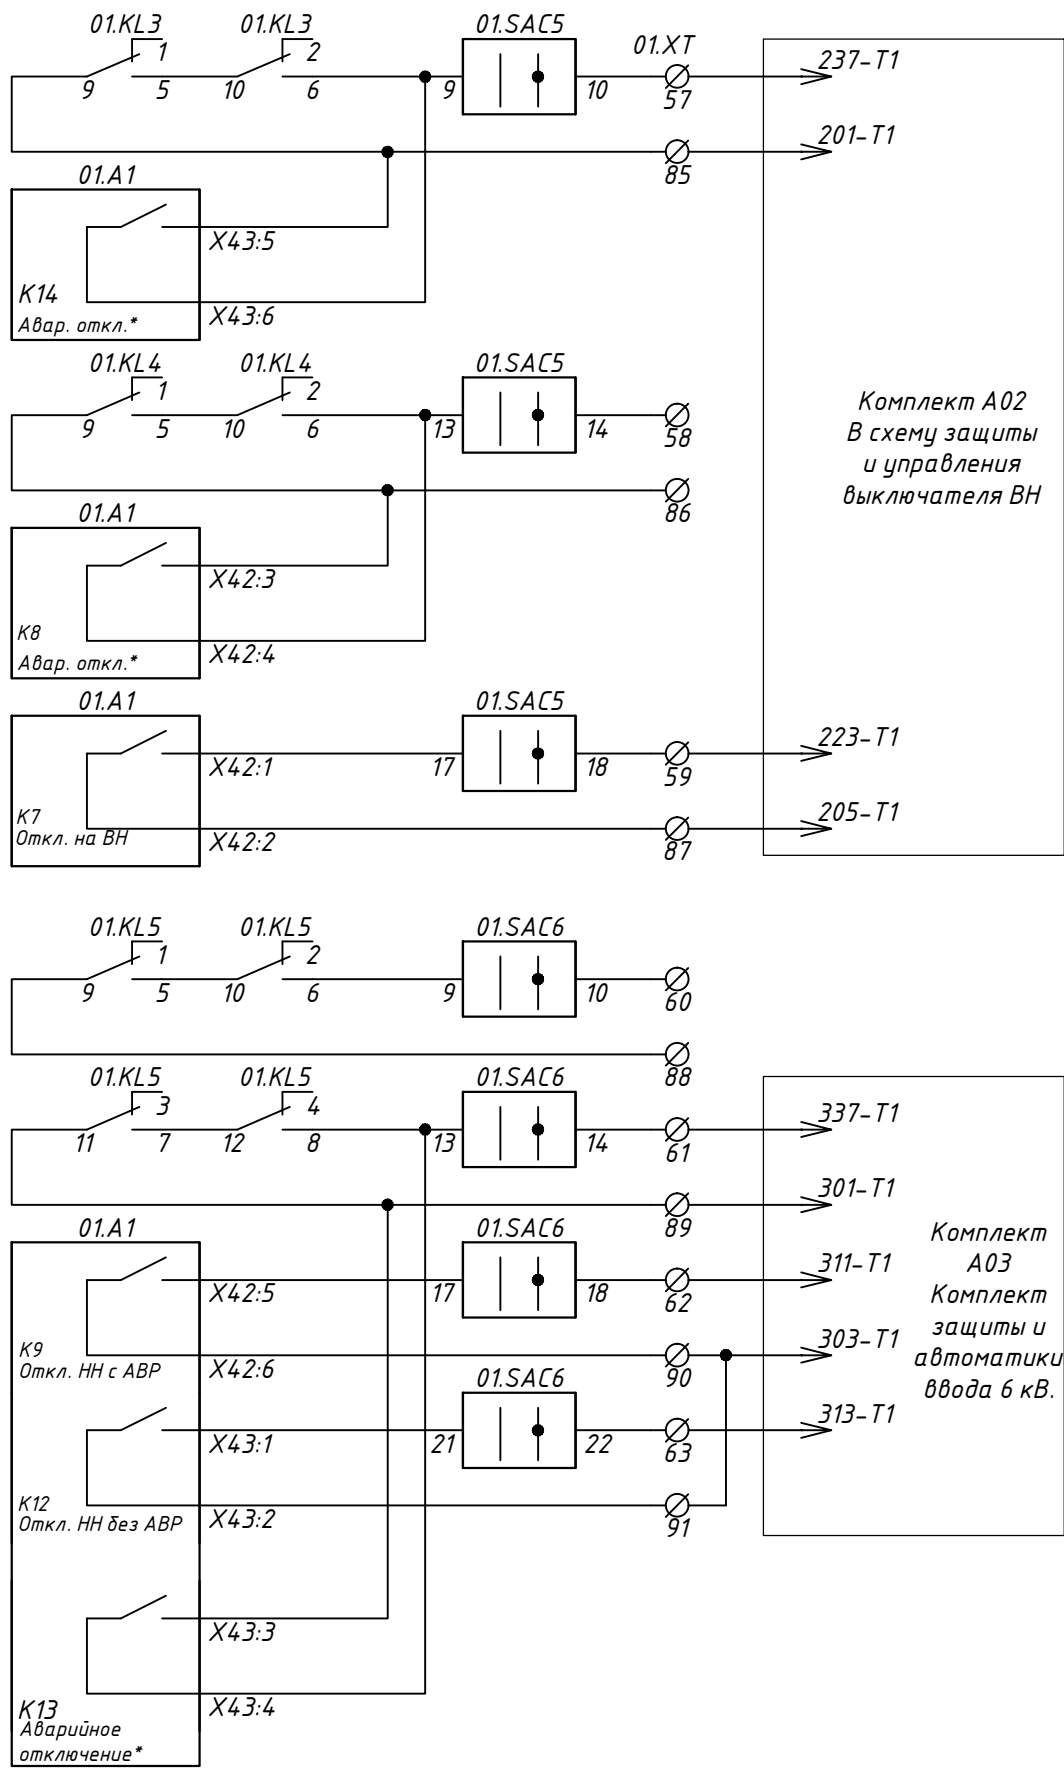 01.KL3 01.KL3 01.SAC5
1 2 01.XT 237-T1
9 5 10 6 9 10 57
201-T1
85
01.A1
X43:5
K14
Авар. откл.*
X43:6
01.KL4 01.KL4 01.SAC5
1 2
9 5 10 6 13 14 58
86
01.A1
X42:3
K8
Авар. откл.*
X42:4
Комплект А02
В схему защиты
и управления
выключателя ВН
01.A1 01.SAC5
223-T1
X42:1 17 18 59
205-T1
K7
Откл. на ВН
X42:2 87
01.KL5 01.KL5 01.SAC6
1 2
9 5 10 6 9 10 60
88
01.KL5 01.KL5 01.SAC6
3 4 337-T1
11 7 12 8 13 14 61
301-T1
89
01.A1 01.SAC6
311-T1
X42:5 17 18 62
303-T1
K9
Откл. НН с АВР
X42:6 90
01.SAC6
313-T1
X43:1 21 22 63
K12
Откл. НН без АВР
X43:2 91
Комплект
А03
Комплект
защиты и
автоматики
ввода 6 кВ.
X43:3
K13
Аварийное
отключение*
X43:4